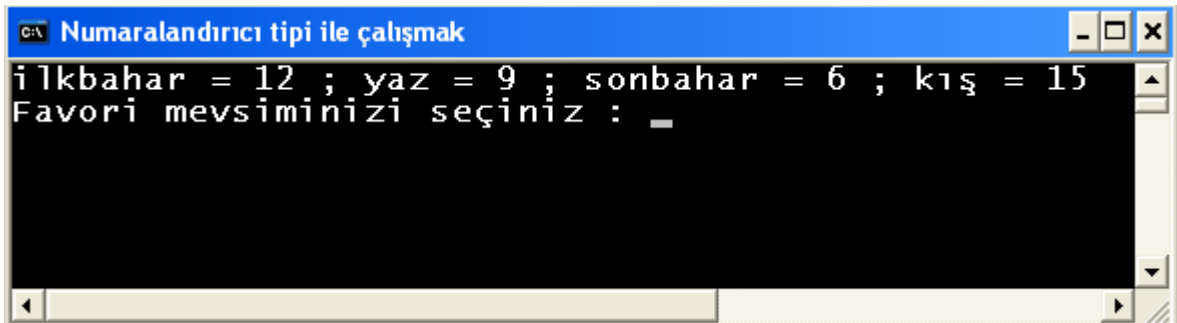 Numaralandırıcı tipi ile çalışmak
ilkbahar = 12 ; yaz = 9 ; sonbahar = 6 ; kış = 15
Favori mevsiminizi seçiniz : _